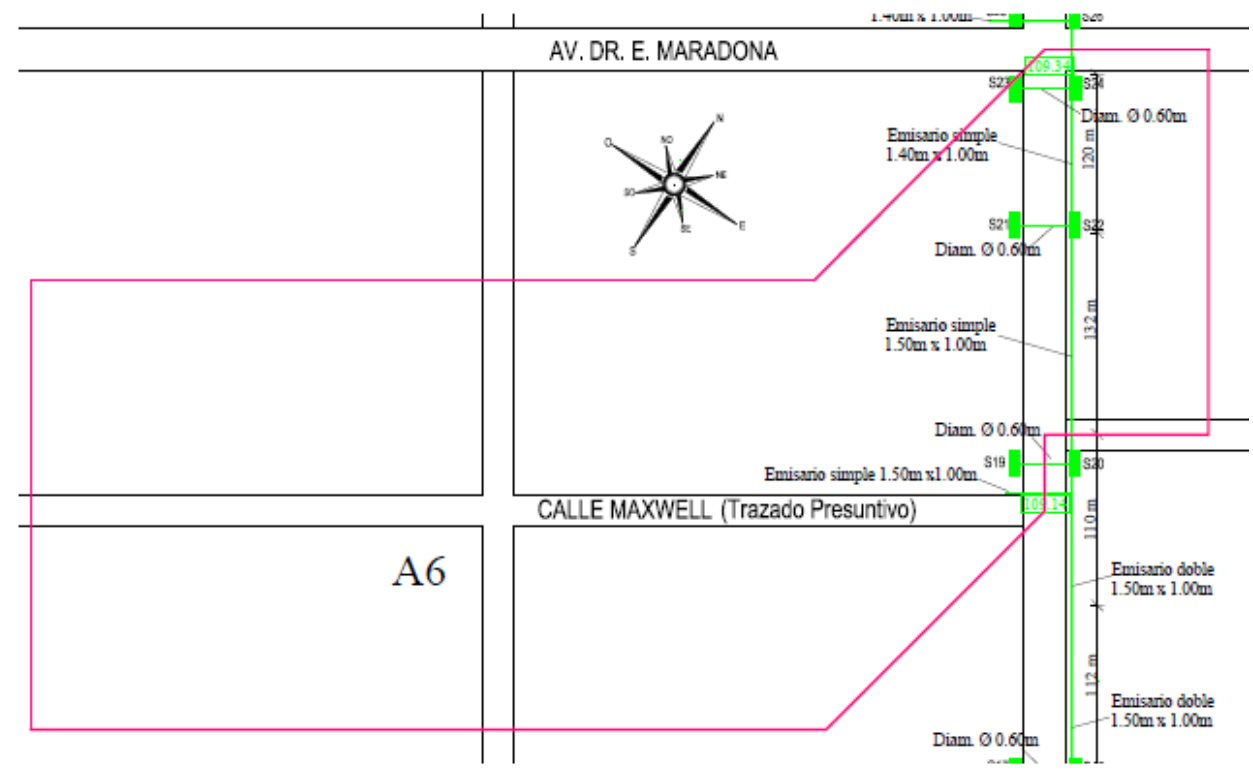 1.40m x 1.00m
S26
AV. DR. E. MARADONA
109.34
S23
S24
Diam. Ø 0.60m
Emisario simple
1.40m x 1.00m
120 m
N
NO
O
NE
SO
E
SE
S
S21
S22
Diam. Ø 0.60m
132 m
Emisario simple
1.50m x 1.00m
Diam. Ø 0.60m
S19
S20
Emisario simple 1.50m x1.00m
109.14
CALLE MAXWELL (Trazado Presuntivo)
110 m
A6
Emisario doble
1.50m x 1.00m
112 m
Emisario doble
1.50m x 1.00m
Diam. Ø 0.60m